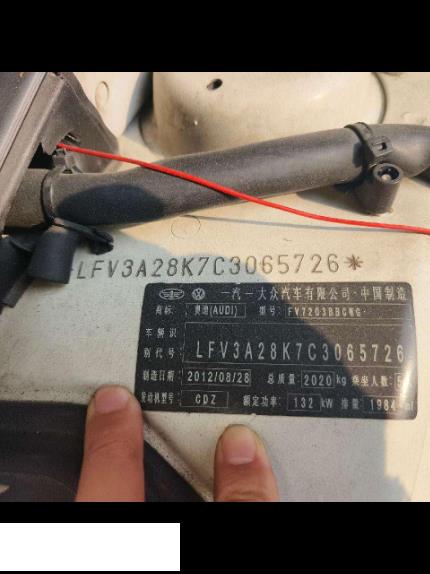 LFV3A28K7C3065726*
一汽—大众汽车有限公司·中国制造
商标: 奥迪(AUDI) 型号: FV7203BBCWG
车辆识
别代号: LFV3A28K7C3065726
制造日期: 2012/08/28 总质量: 2020 kg 乘坐人数: 5
发动机型号: CDZ 额定功率: 132 kW 排量: 1984 ml